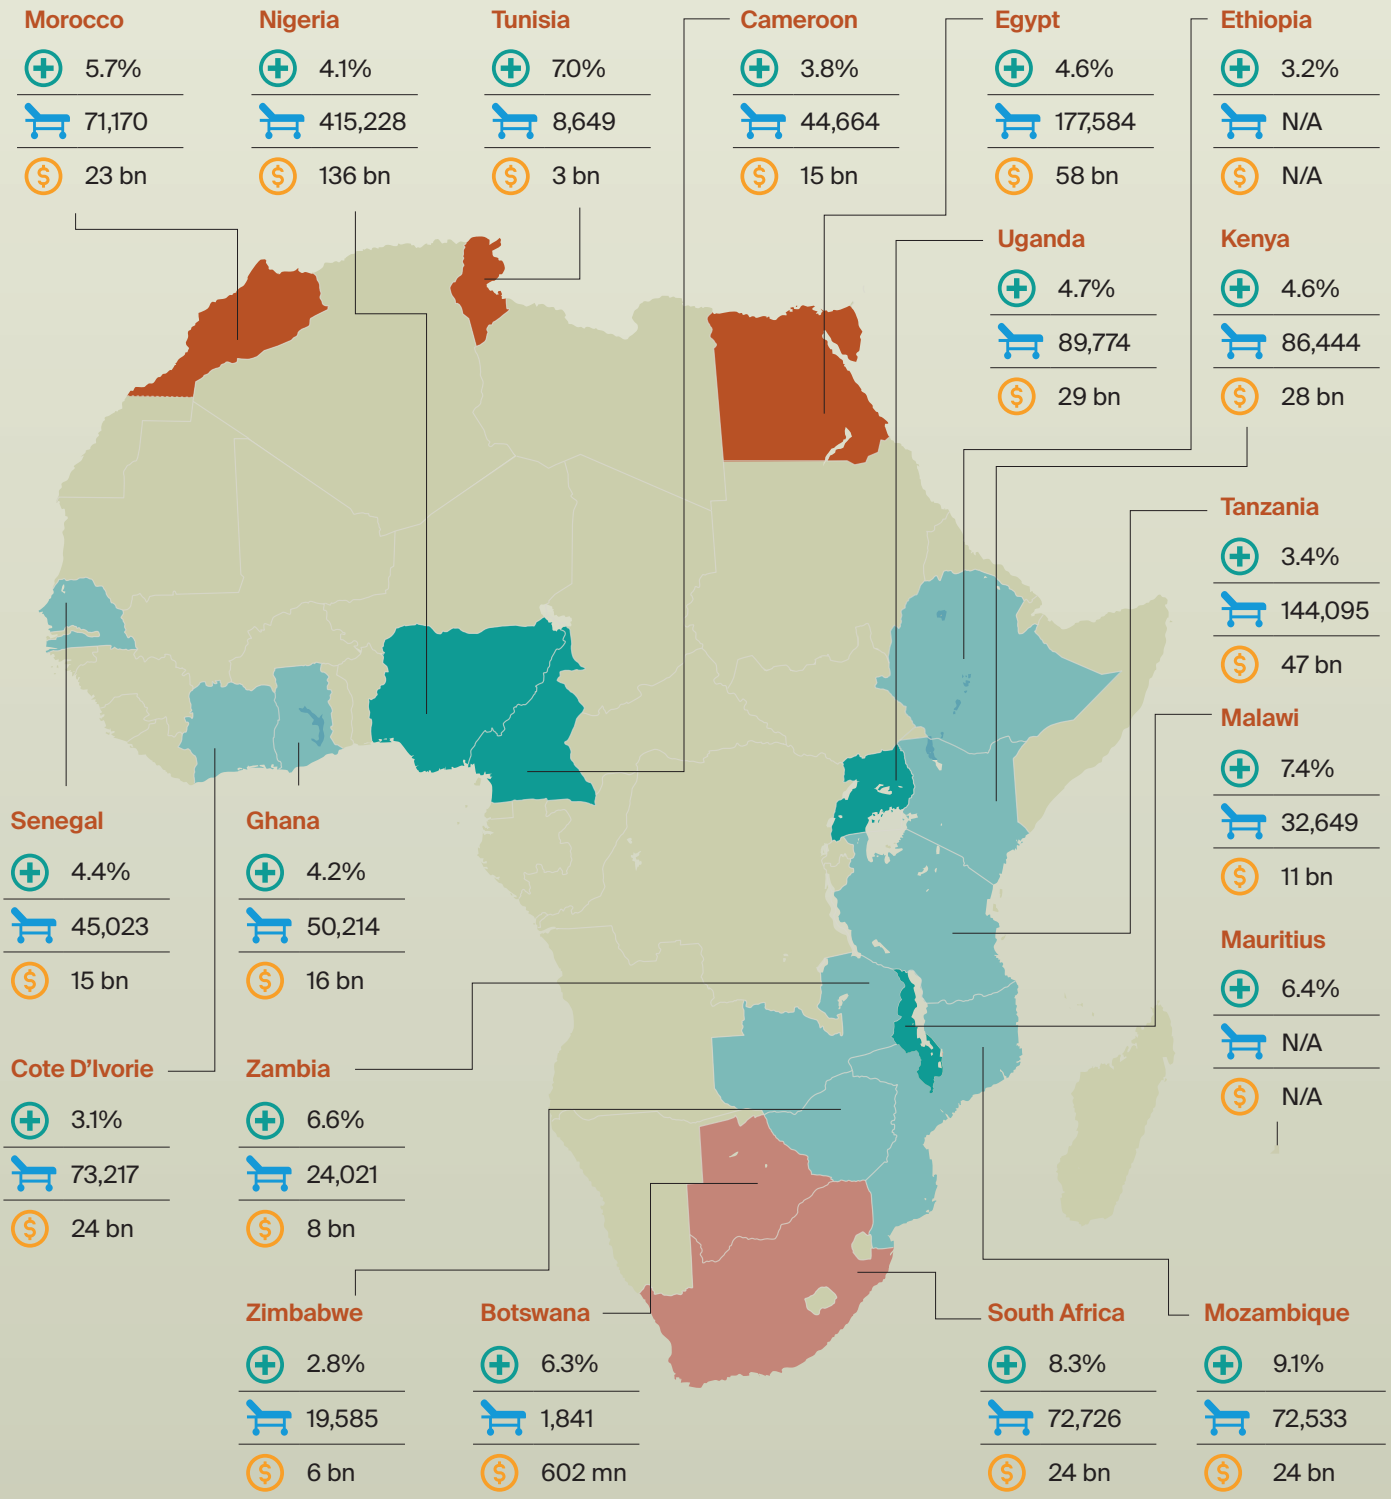 Morocco
5.7%
71,170
$ 23 bn
Nigeria
4.1%
415,228
$ 136 bn
Tunisia
7.0%
8,649
$ 3 bn
Cameroon
3.8%
44,664
$ 15 bn
Egypt
4.6%
177,584
$ 58 bn
Ethiopia
3.2%
N/A
$ N/A
Uganda
4.7%
89,774
$ 29 bn
Kenya
4.6%
86,444
$ 28 bn
Tanzania
3.4%
144,095
$ 47 bn
Malawi
7.4%
32,649
$ 11 bn
Senegal
4.4%
45,023
$ 15 bn
Ghana
4.2%
50,214
$ 16 bn
Mauritius
6.4%
N/A
$ N/A
Cote D’Ivorie
3.1%
73,217
$ 24 bn
Zambia
6.6%
24,021
$ 8 bn
Zimbabwe
2.8%
19,585
$ 6 bn
Botswana
6.3%
1,841
$ 602 mn
South Africa
8.3%
72,726
$ 24 bn
Mozambique
9.1%
72,533
$ 24 bn